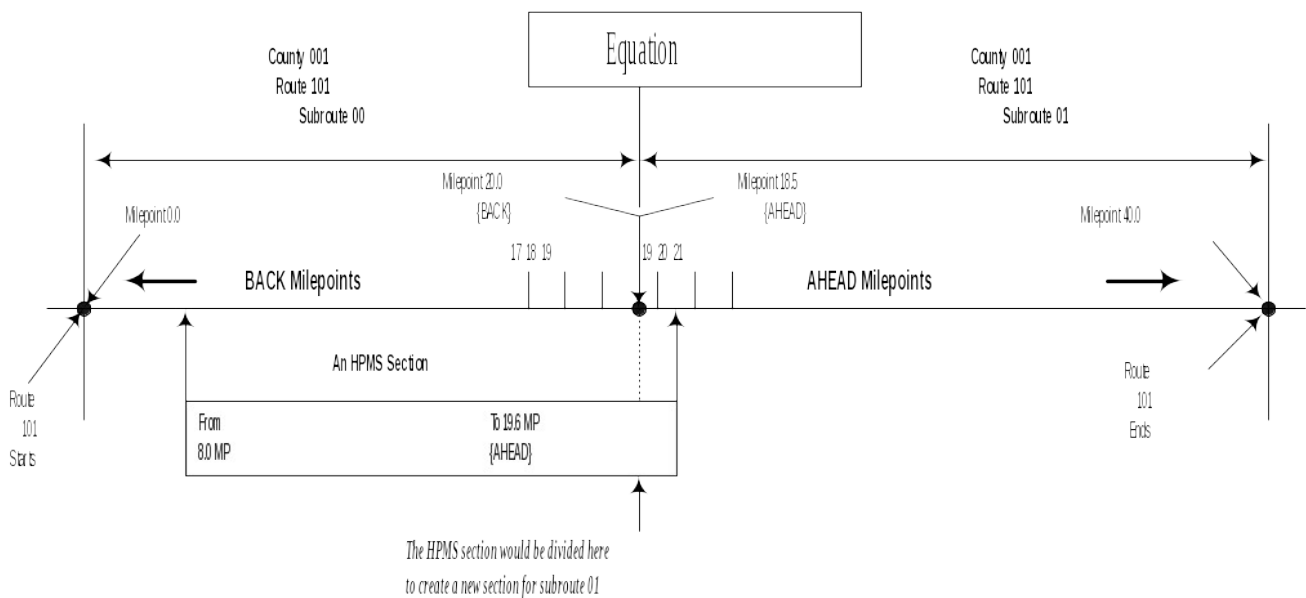 Equation
County 001
Route 101
Subroute 00
County 001
Route 101
Subroute 01
Milepoint 20.0
{BACK}
Milepoint 18.5
{AHEAD}
Milepoint 0.0
Milepoint 40.0
17 18 19
19 20 21
BACK Milepoints
AHEAD Milepoints
An HPMS Section
Route
101
Starts
Route
101
Ends
From
8.0 MP
To 19.6 MP
{AHEAD}
The HPMS section would be divided here
to create a new section for subroute 01